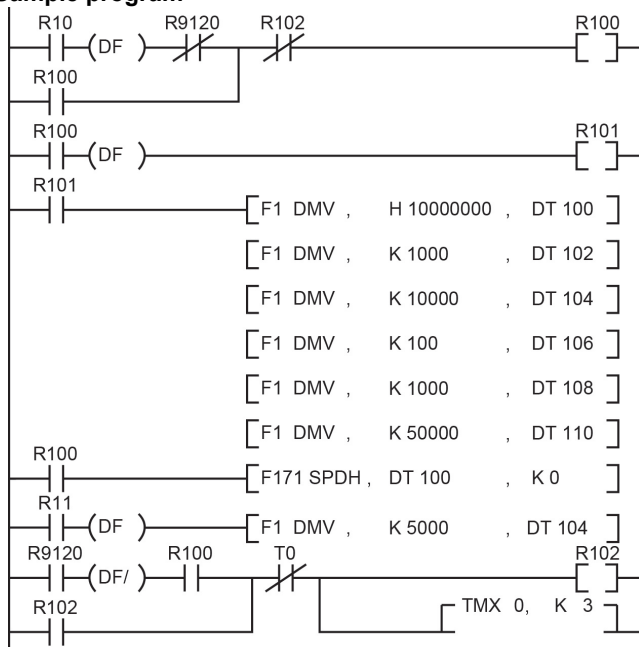 Sample program
R10 R9120 R102 R100
(DF )
R100
R100 R101
(DF )
R101
F1 DMV , H 10000000 , DT 100
F1 DMV , K 1000 , DT 102
F1 DMV , K 10000 , DT 104
F1 DMV , K 100 , DT 106
F1 DMV , K 1000 , DT 108
F1 DMV , K 50000 , DT 110
R100
F171 SPDH , DT 100 , K 0
R11
(DF ) F1 DMV , K 5000 , DT 104
R9120 R100 T0 R102
(DF/ )
R102 TMX 0, K 3